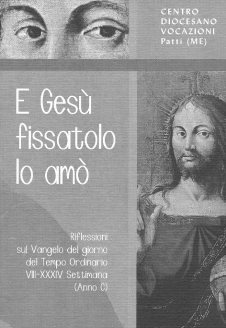 CENTRO
DIOCESANO
VOCAZIONI
Patti (ME)
E Gesù
fissatolo
lo amò
Riflessioni
sul Vangelo del giorno
del Tempo Ordinario
VIII-XXXIV Settimana
(Anno C)